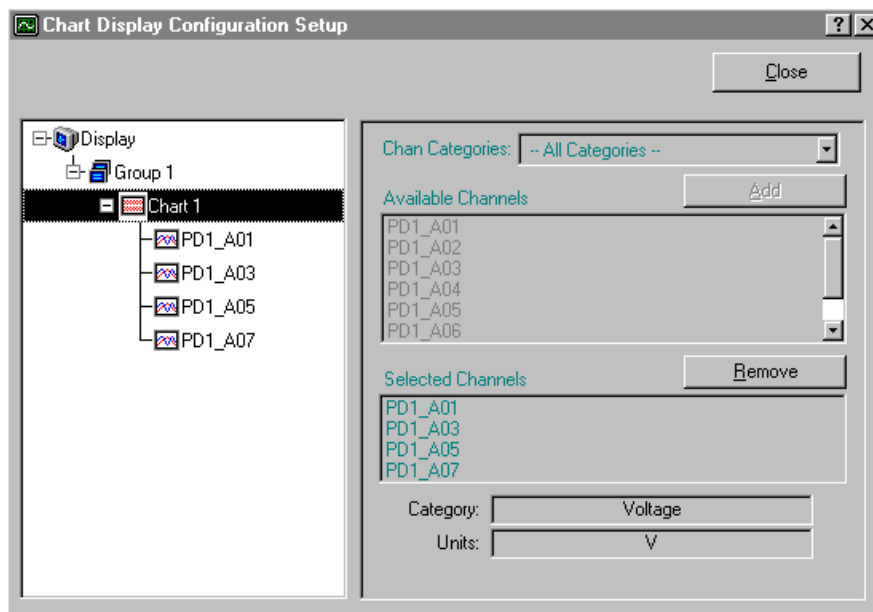 Chart Display Configuration Setup
Close
Display
Group 1
Chart 1
PD1_A01
PD1_A03
PD1_A05
PD1_A07
Chan Categories: -- All Categories --
Add
Available Channels
PD1_A01
PD1_A02
PD1_A03
PD1_A04
PD1_A05
PD1_A06
Remove
Selected Channels
PD1_A01
PD1_A03
PD1_A05
PD1_A07
Category: Voltage
Units: V